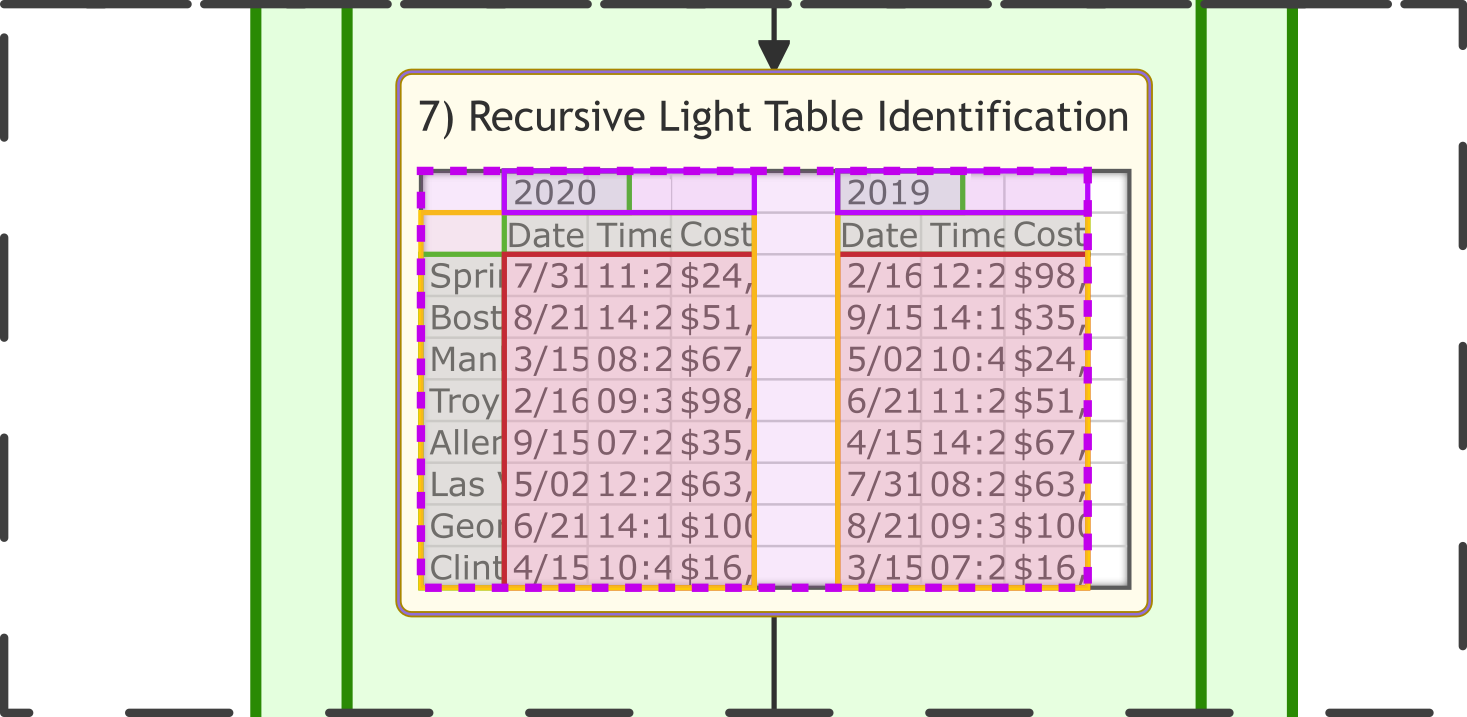 7) Recursive Light Table Identification
2020 2019
Date Time Cost Date Time Cost
Sprin 7/31 11:2 $24, 2/16 12:2 $98,
Bost 8/21 14:2 $51, 9/15 14:1 $35,
Man 3/15 08:2 $67, 5/02 10:4 $24,
Troy 2/16 09:3 $98, 6/21 11:2 $51,
Aller 9/15 07:2 $35, 4/15 14:2 $67,
Las V 5/02 12:2 $63, 7/31 08:2 $63,
Geor 6/21 14:1 $100 8/21 09:3 $100
Clint 4/15 10:4 $16, 3/15 07:2 $16,